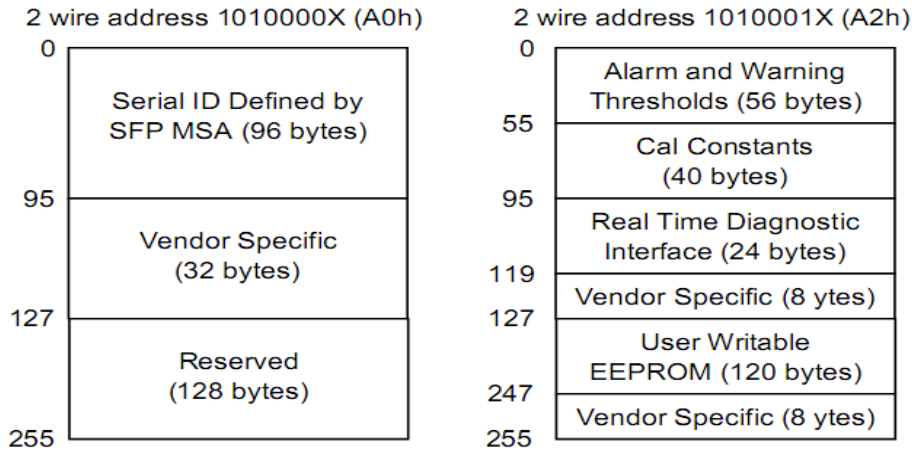 2 wire address 1010000X (A0h)
0
Serial ID Defined by
SFP MSA (96 bytes)
95
Vendor Specific
(32 bytes)
127
Reserved
(128 bytes)
255
2 wire address 1010001X (A2h)
0
Alarm and Warning
Thresholds (56 bytes)
55
Cal Constants
(40 bytes)
95
Real Time Diagnostic
Interface (24 bytes)
119
Vendor Specific (8 ytes)
127
User Writable
EEPROM (120 bytes)
247
Vendor Specific (8 ytes)
255